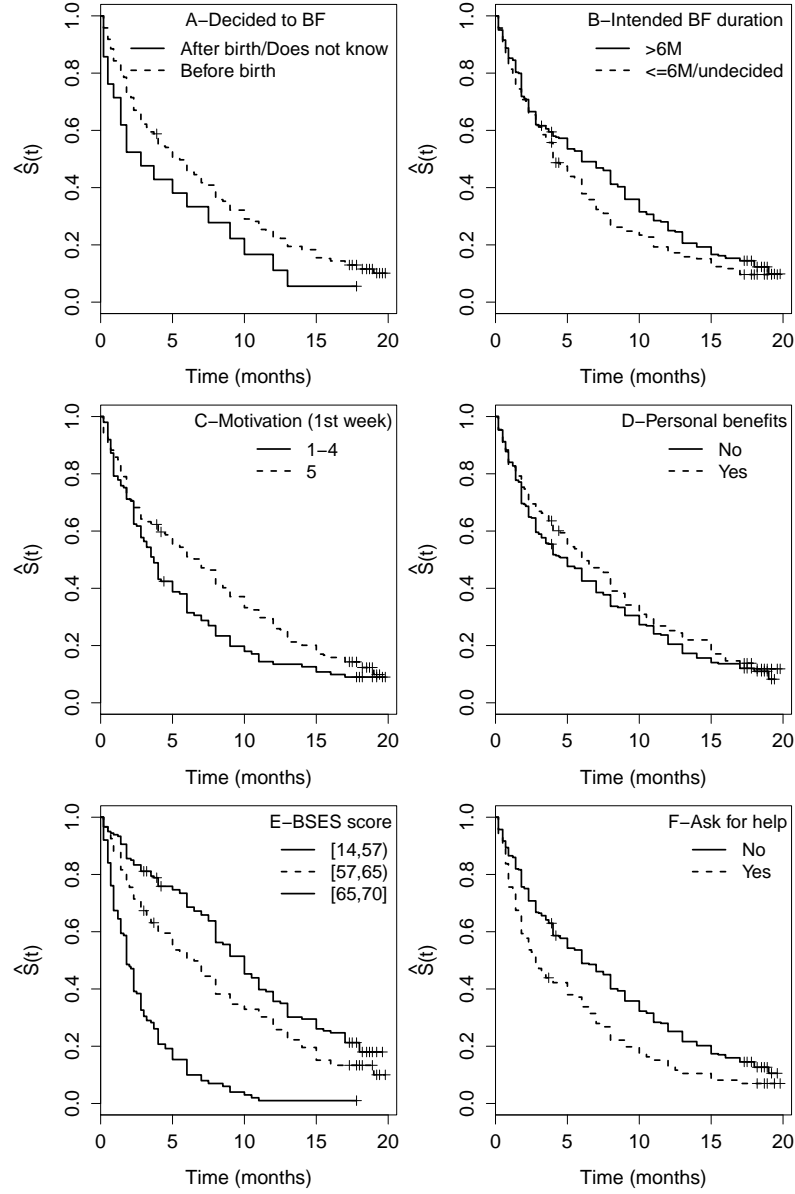 A−Decided to BF
After birth/Does not know
Before birth
0.0 0.2 0.4 0.6 0.8 1.0
Ŝ(t)
0 5 10 15 20
Time (months)
B−Intended BF duration
>6M
<=6M/undecided
0.0 0.2 0.4 0.6 0.8 1.0
Ŝ(t)
0 5 10 15 20
Time (months)
C−Motivation (1st week)
1−4
5
0.0 0.2 0.4 0.6 0.8 1.0
Ŝ(t)
0 5 10 15 20
Time (months)
D−Personal benefits
No
Yes
0.0 0.2 0.4 0.6 0.8 1.0
Ŝ(t)
0 5 10 15 20
Time (months)
E−BSES score
[14,57)
[57,65)
[65,70]
0.0 0.2 0.4 0.6 0.8 1.0
Ŝ(t)
0 5 10 15 20
Time (months)
F−Ask for help
No
Yes
0.0 0.2 0.4 0.6 0.8 1.0
Ŝ(t)
0 5 10 15 20
Time (months)